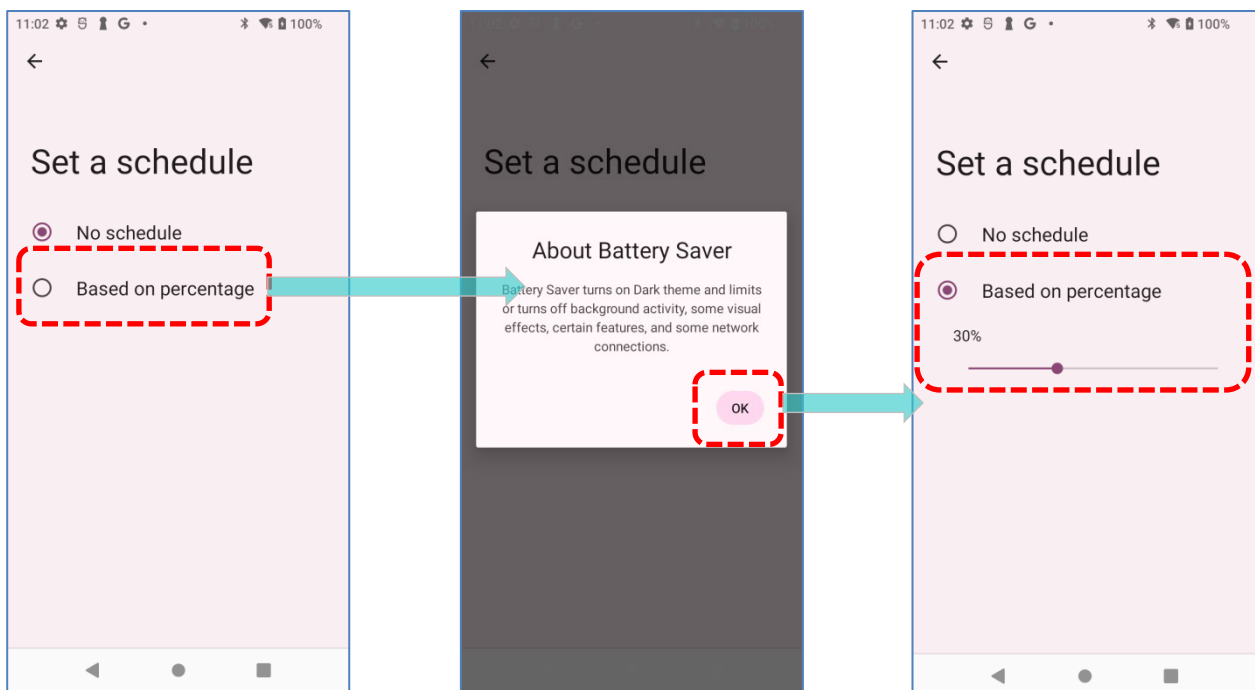 11:02 G 100%
Set a schedule
No schedule
Based on percentage
Set a schedule
About Battery Saver
Battery Saver turns on Dark theme and limits
or turns off background activity, some visual
effects, certain features, and some network
connections.
OK
11:02 G 100%
Set a schedule
No schedule
Based on percentage
30%